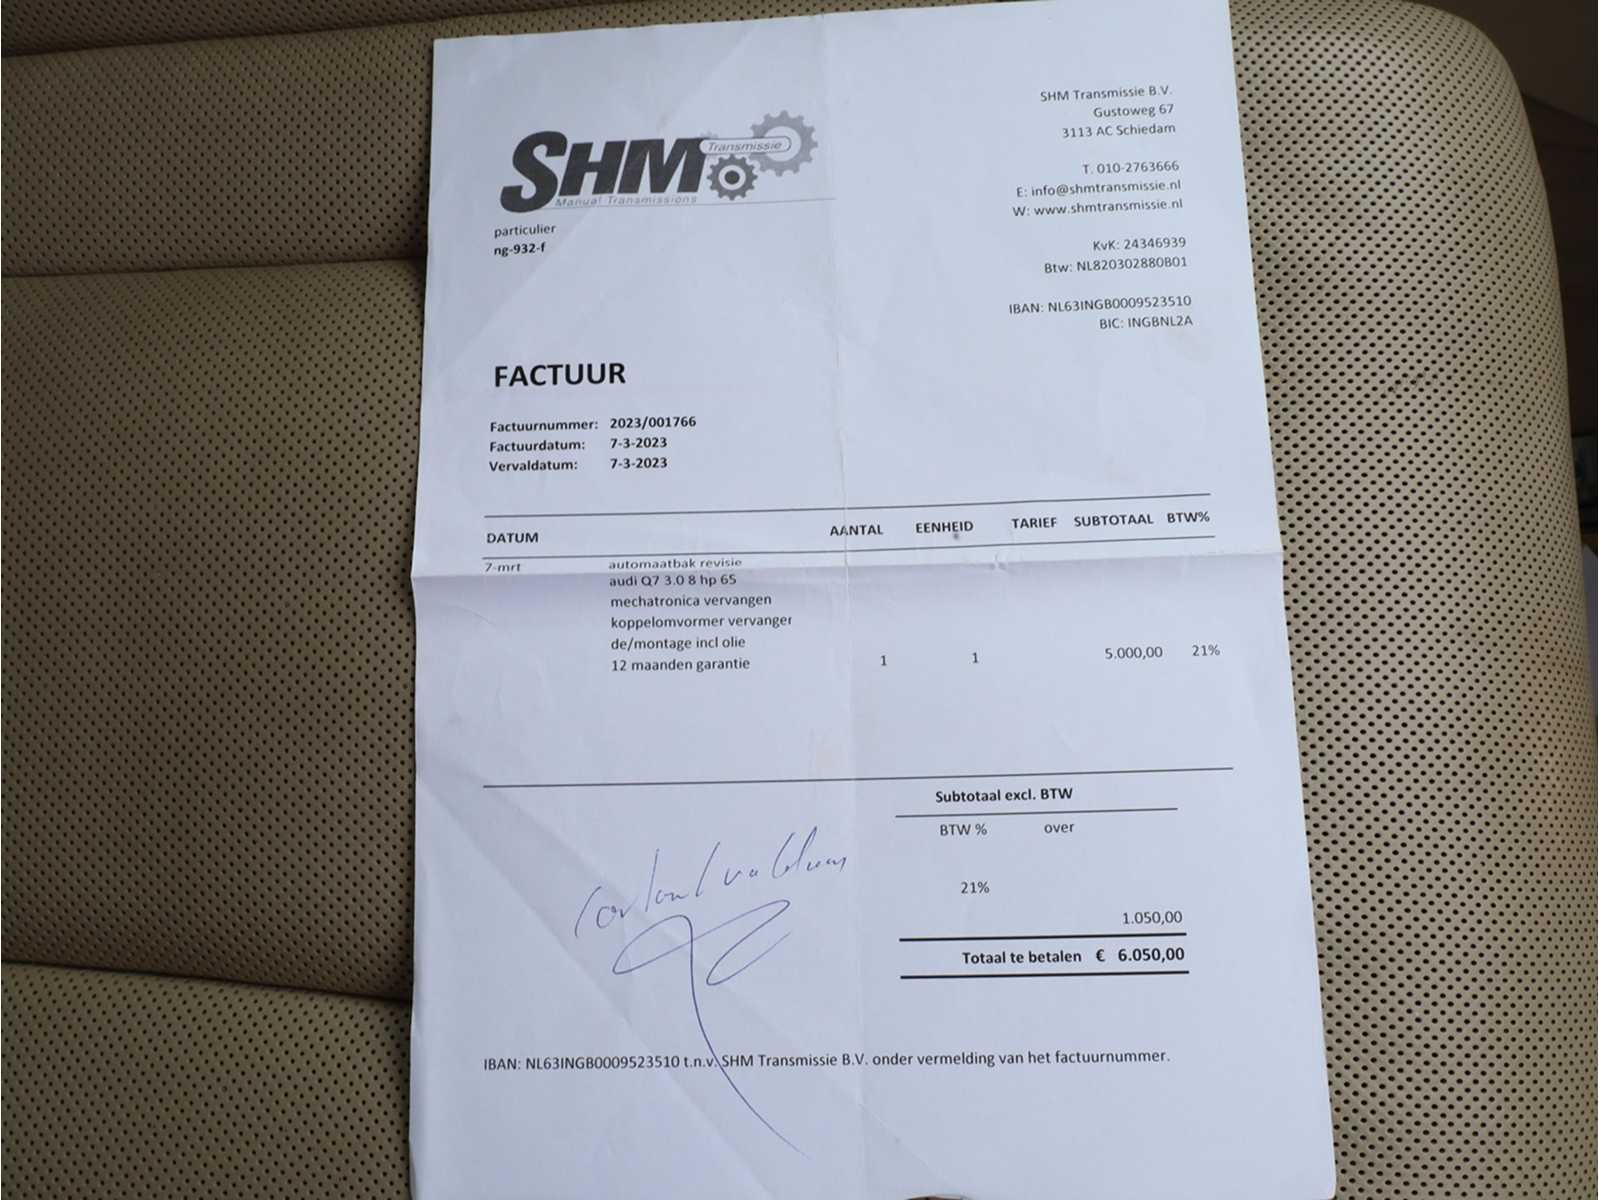 SHM Transmissie
Manual Transmissions
SHM Transmissie B.V.
Gustoweg 67
3113 AC Schiedam
T. 010-2763666
E: info@shmtransmissie.nl
W: www.shmtransmissie.nl
KvK: 24346939
Btw: NL820302880B01
IBAN: NL63INGB0009523510
BIC: INGBNL2A
particulier
ng-932-f
FACTUUR
Factuurnummer: 2023/001766
Factuurdatum: 7-3-2023
Vervaldatum: 7-3-2023
DATUM AANTAL EENHEID TARIEF SUBTOTAAL BTW%
7-mrt automaatbak revisie
audi Q7 3.0 8 hp 65
mechatronica vervangen
koppelomvormer vervanger
de/montage incl olie
12 maanden garantie 1 1 5.000,00 21%
Subtotaal excl. BTW
BTW % over
21%
1.050,00
Totaal te betalen € 6.050,00
IBAN: NL63INGB0009523510 t.n.v. SHM Transmissie B.V. onder vermelding van het factuurnummer.